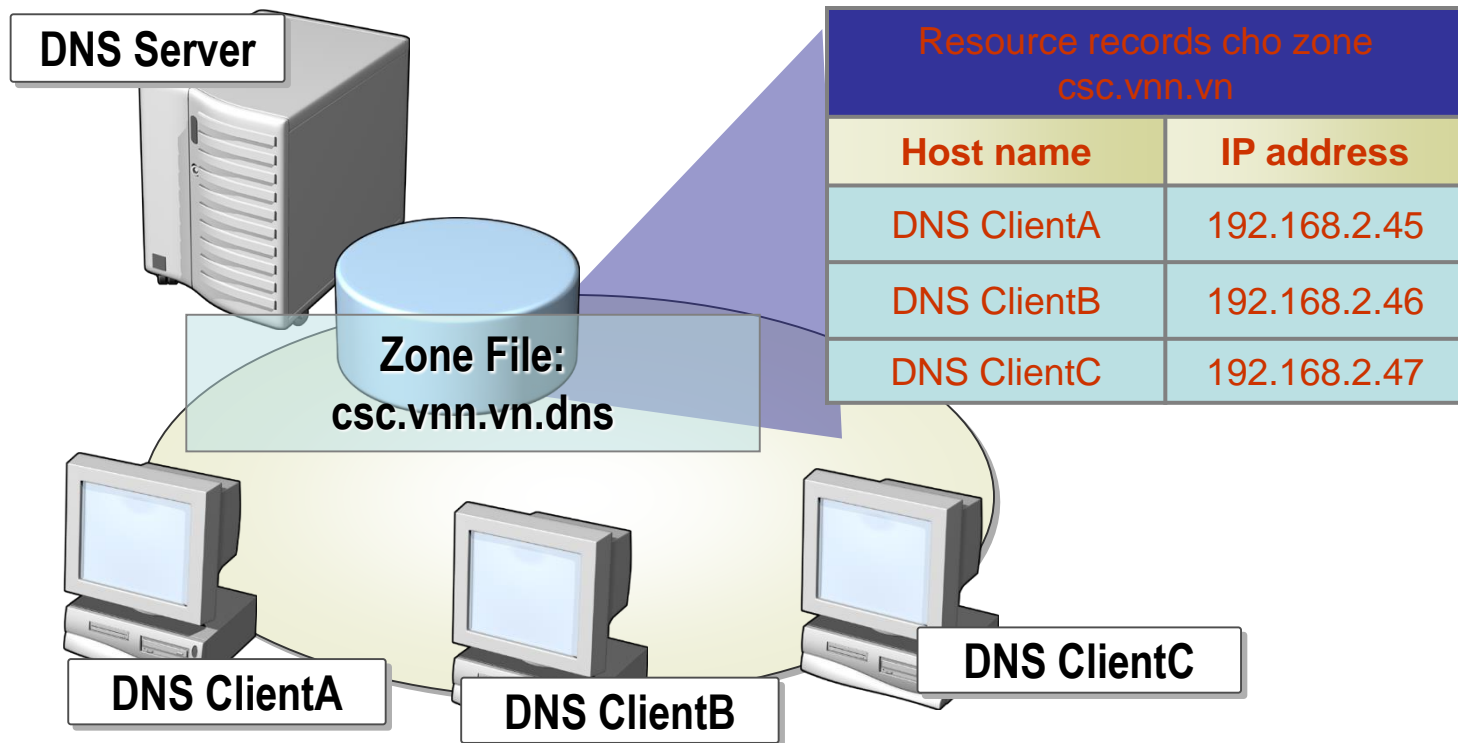 DNS Server
Resource records cho zone
csc.vnn.vn
Host name IP address
DNS ClientA 192.168.2.45
DNS ClientB 192.168.2.46
DNS ClientC 192.168.2.47
Zone File:
csc.vnn.vn.dns
DNS ClientA
DNS ClientB
DNS ClientC